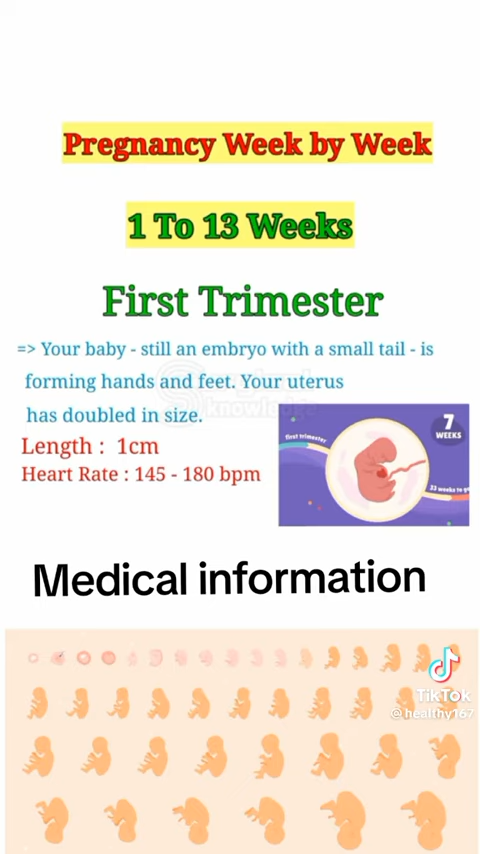 Pregnancy Week by Week
1 To 13 Weeks
First Trimester
=> Your baby - still an embryo with a small tail - is
forming hands and feet. Your uterus
has doubled in size.
Length : 1cm
Heart Rate : 145 - 180 bpm
7
WEEKS
first trimester
33 weeks to go
knowledge
Medical information
TikTok
@healthy167